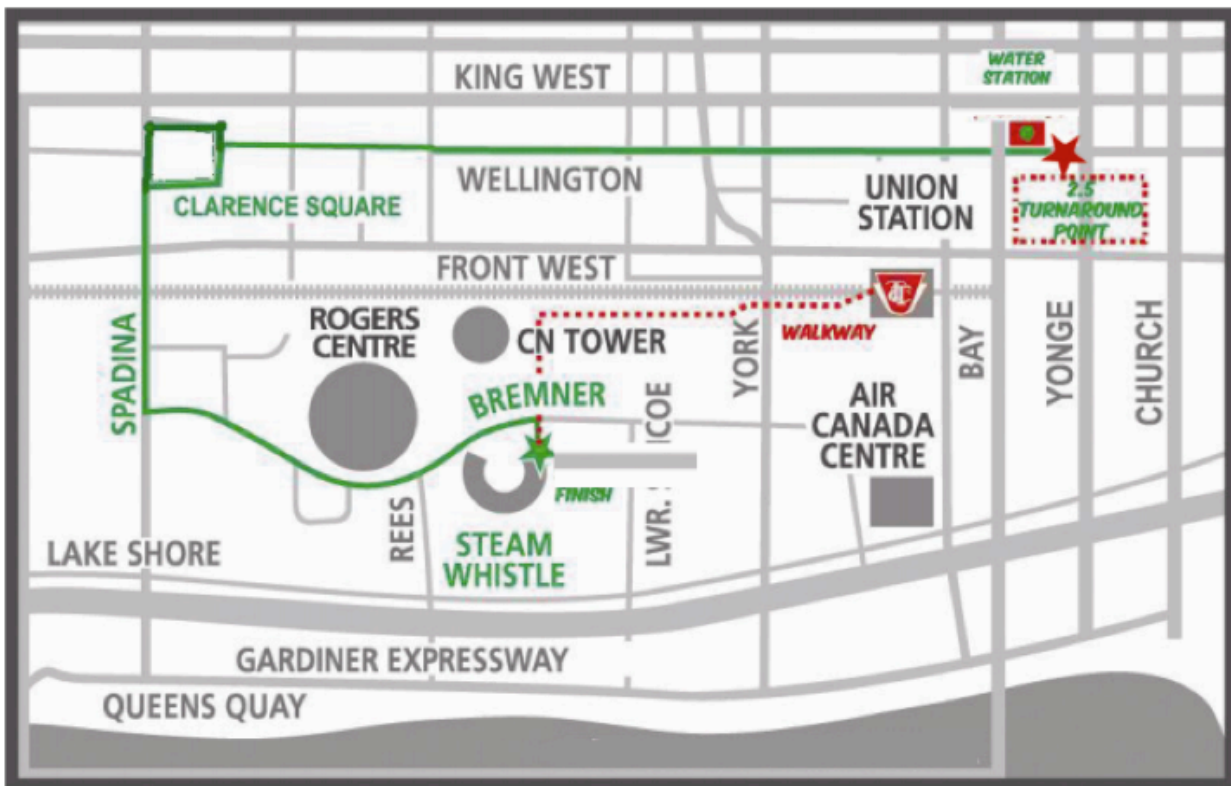 KING WEST
WATER
STATION
WELLINGTON
CLARENCE SQUARE
UNION
STATION
2.5
TURNAROUND
POINT
FRONT WEST
SPADINA
ROGERS
CENTRE
CN TOWER
WALKWAY
YORK
BAY
YONGE
CHURCH
BREMNER
AIR
CANADA
CENTRE
FINISH
REES
LWR.
ICOE
STEAM
WHISTLE
LAKE SHORE
GARDINER EXPRESSWAY
QUEENS QUAY